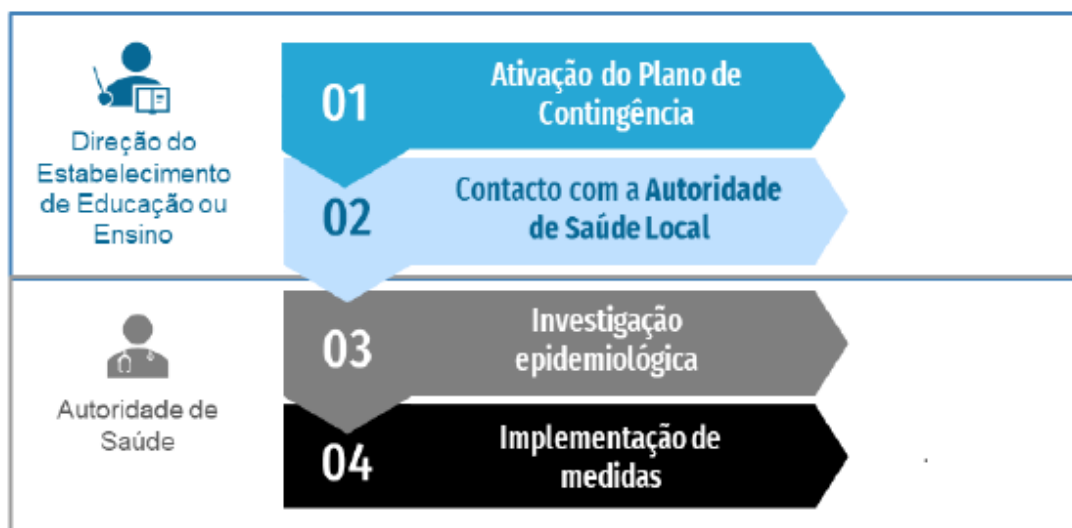 Direção do
Estabelecimento
de Educação ou
Ensino
01
Ativação do Plano de
Contingência
02
Contacto com a Autoridade
de Saúde Local
Autoridade de
Saúde
03
Investigação
epidemiológica
04
Implementação de
medidas